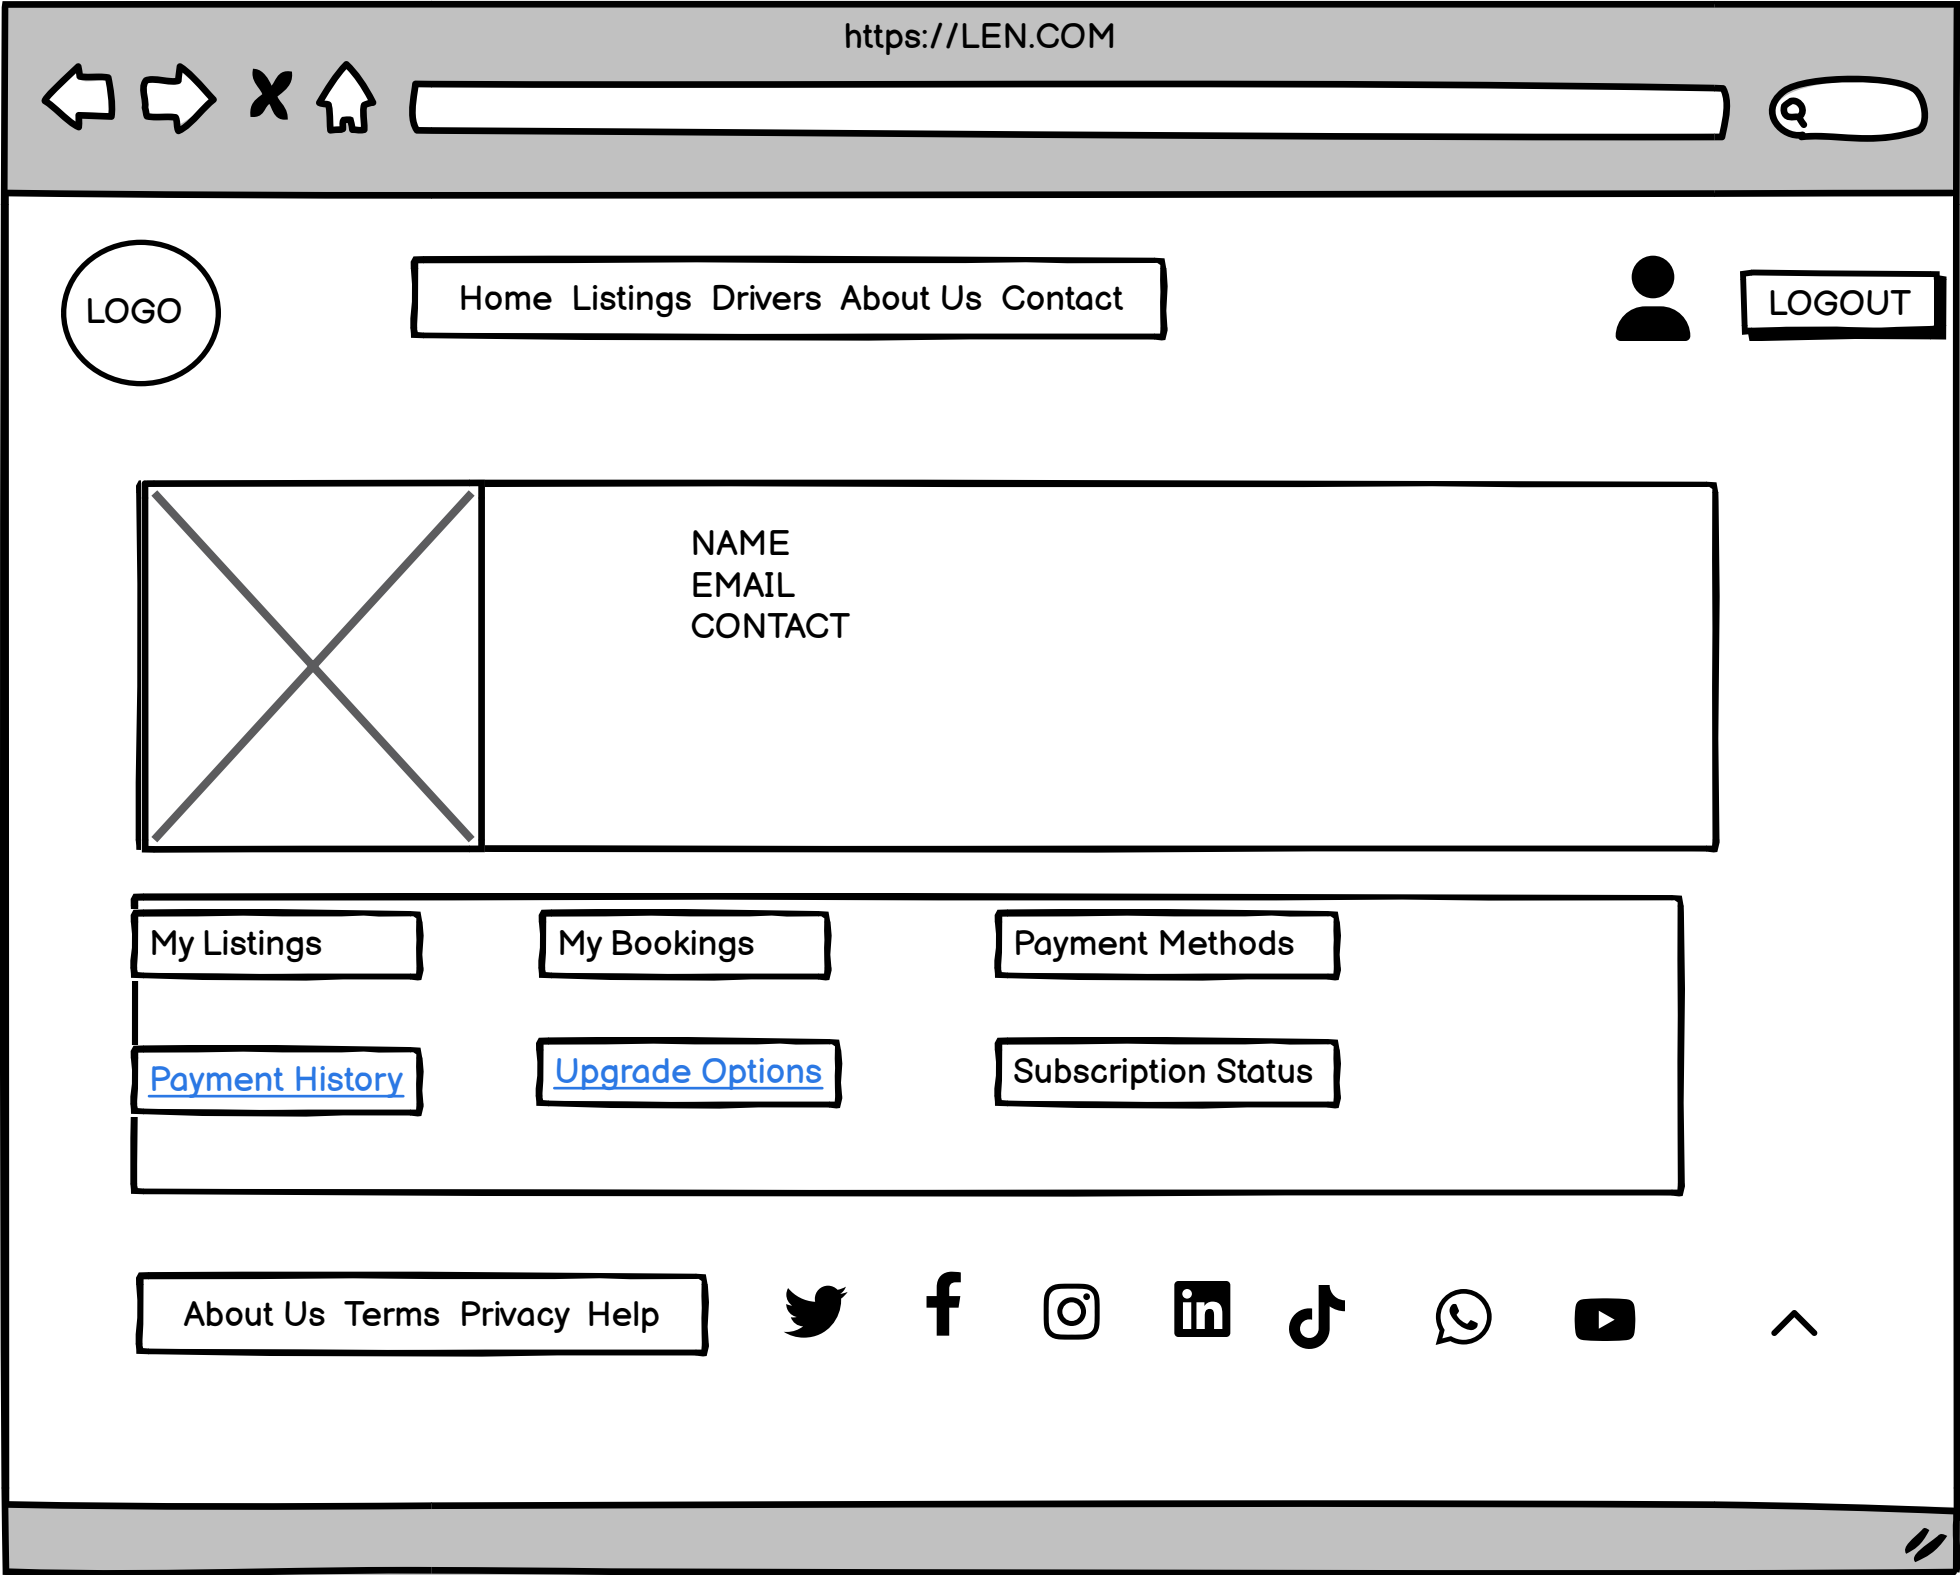 https://LEN.COM
LOGO
Home Listings Drivers About Us Contact
LOGOUT
NAME
EMAIL
CONTACT
My Listings
My Bookings
Payment Methods
Payment History
Upgrade Options
Subscription Status
About Us Terms Privacy Help